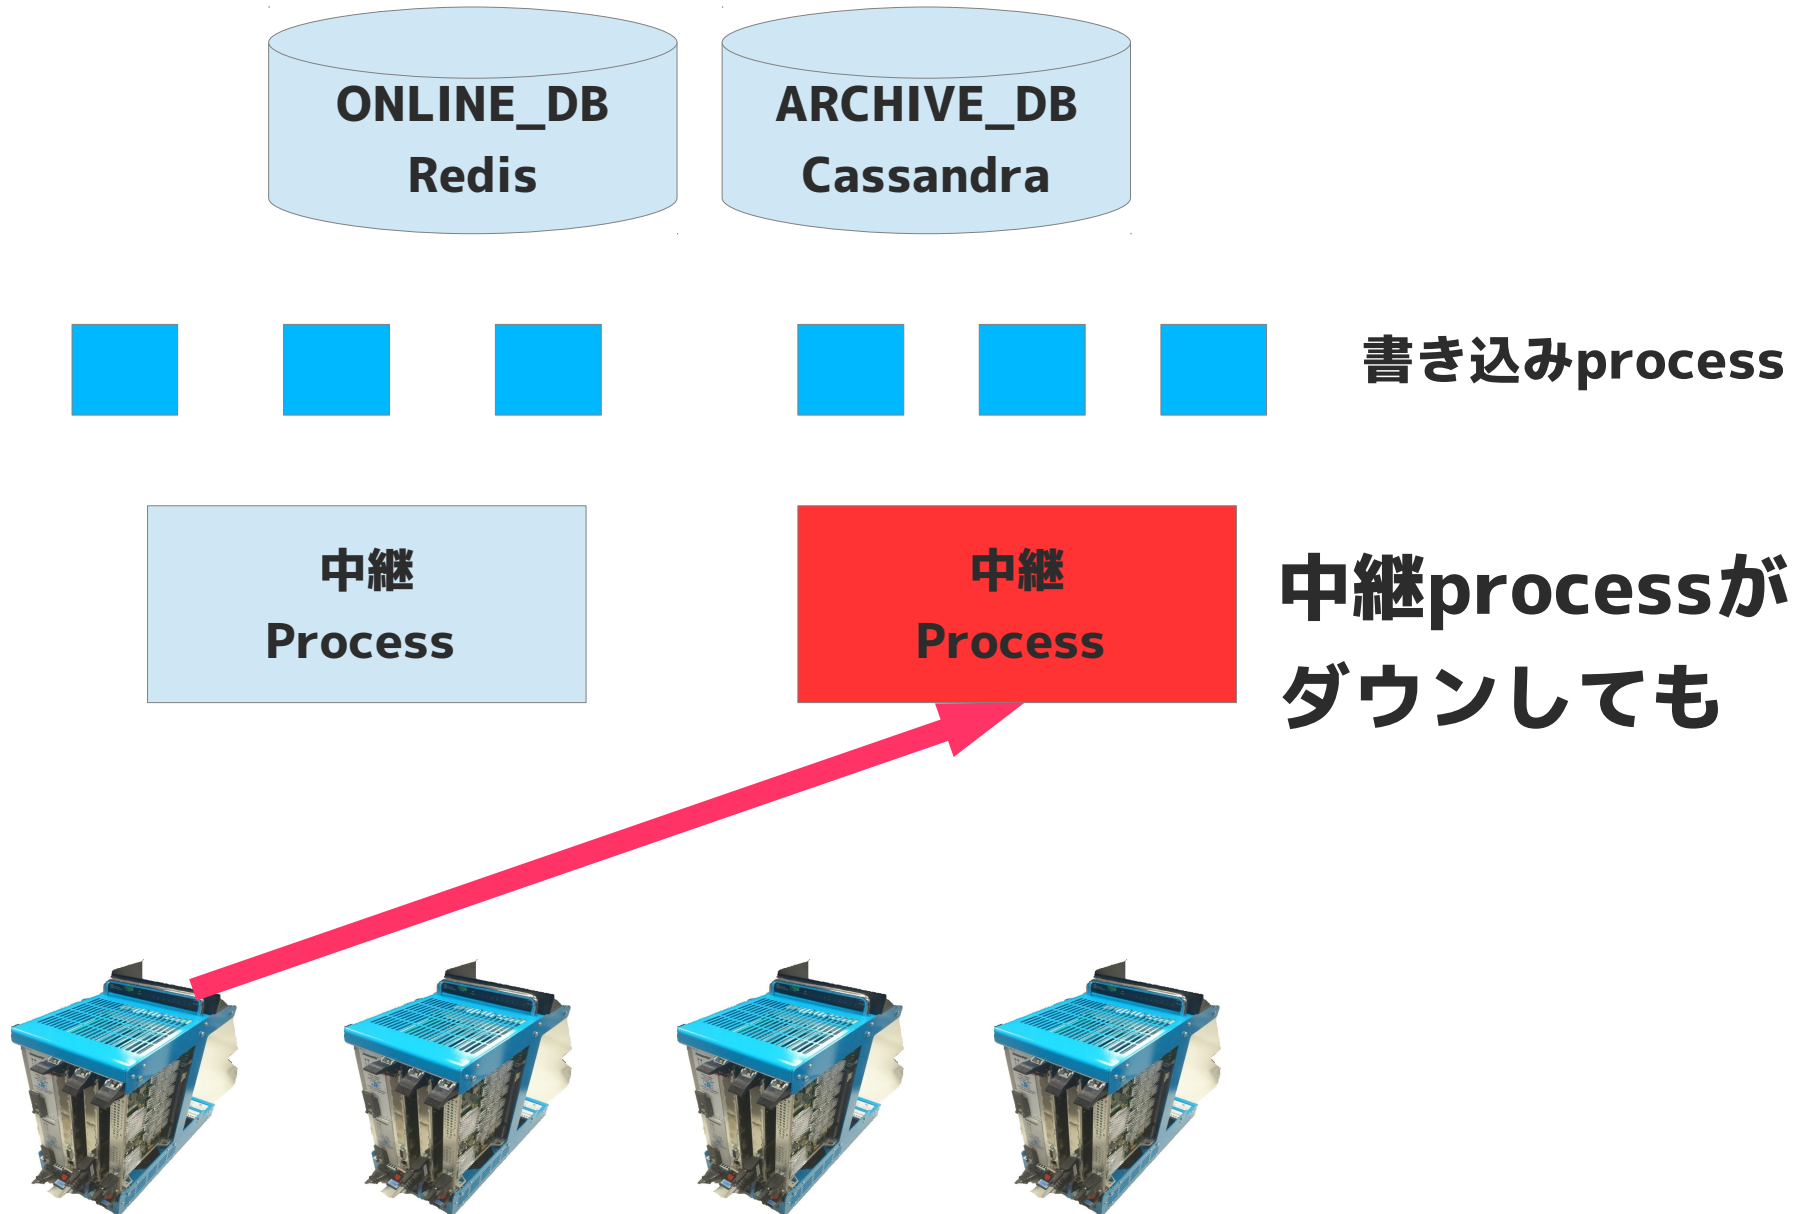 ONLINE_DB
Redis
ARCHIVE_DB
Cassandra
書き込みprocess
中継
Process
中継
Process
中継processが
ダウンしても